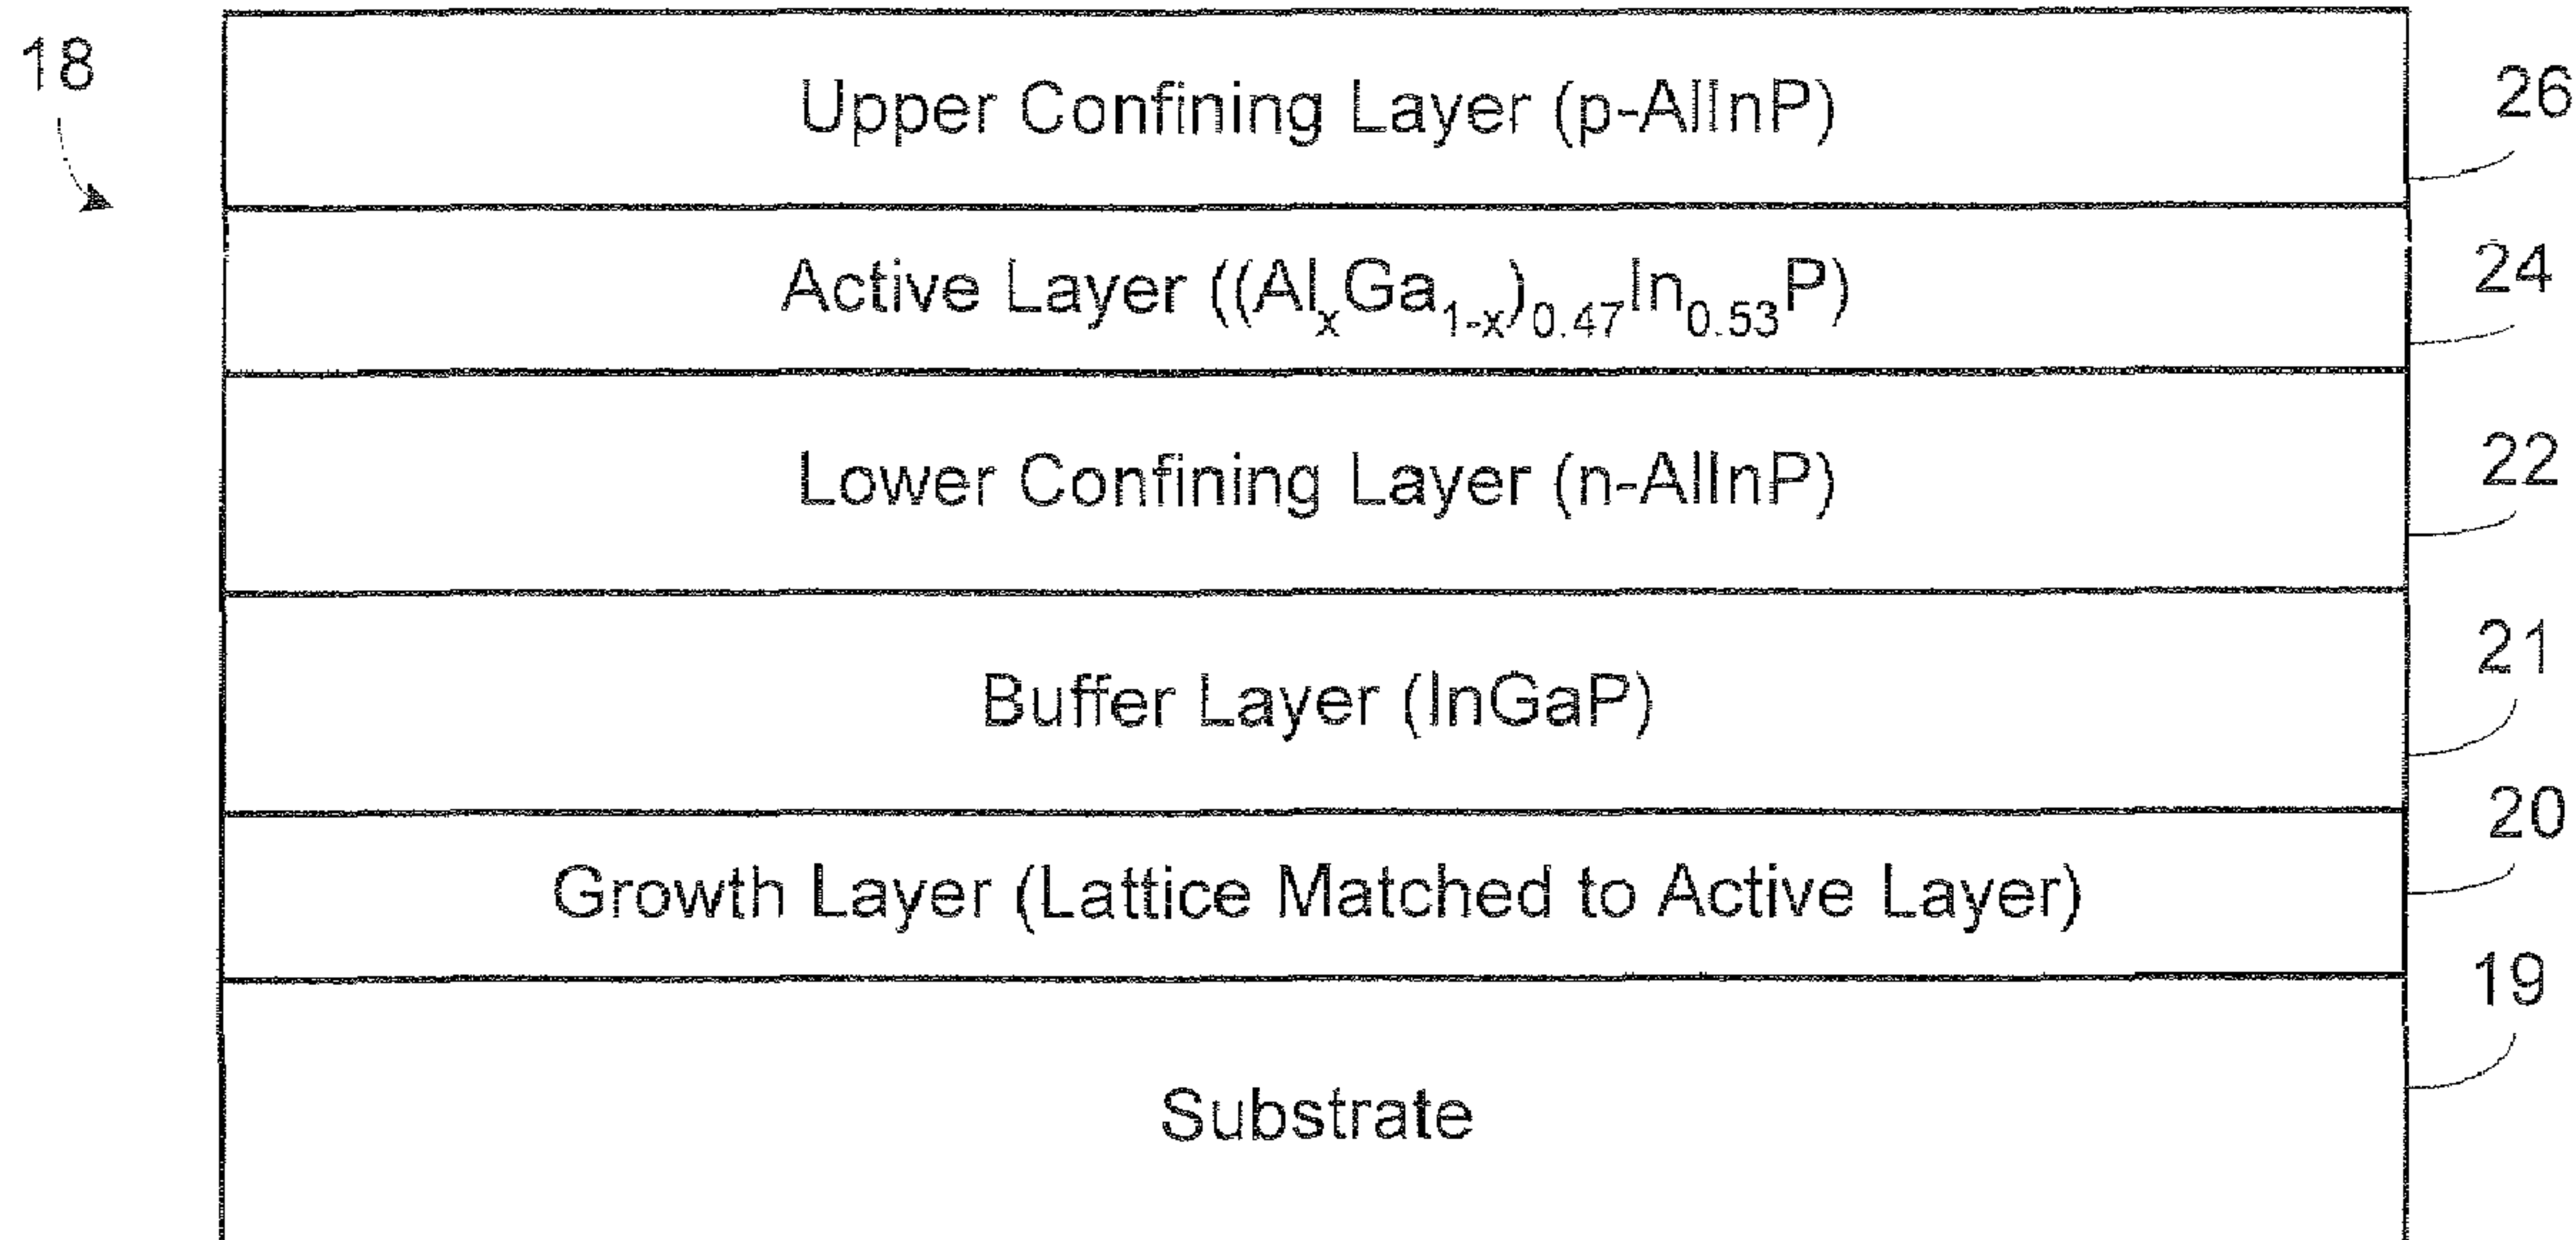 18
Upper Confining Layer (p-AlInP)
26
Active Layer ((AlₓGa₁₋ₓ)₀.₄₇In₀.₅₃P)
24
Lower Confining Layer (n-AlInP)
22
Buffer Layer (InGaP)
21
Growth Layer (Lattice Matched to Active Layer)
20
Substrate
19